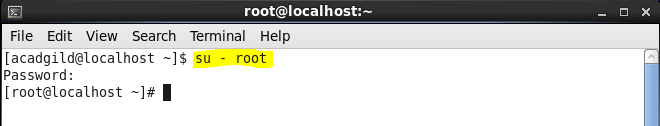 root@localhost:~
File Edit View Search Terminal Help
[acadgild@localhost ~]$ su - root
Password:
[root@localhost ~]#